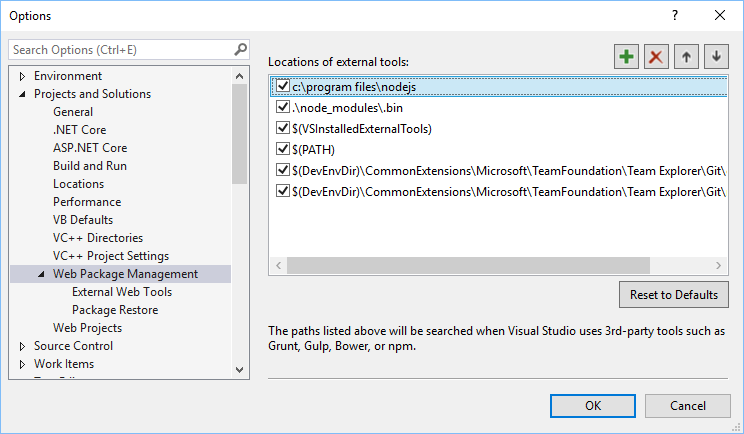 Options
Search Options (Ctrl+E)
Environment
Projects and Solutions
General
.NET Core
ASP.NET Core
Build and Run
Locations
Performance
VB Defaults
VC++ Directories
VC++ Project Settings
Web Package Management
External Web Tools
Package Restore
Web Projects
Source Control
Work Items
Locations of external tools:
c:\program files\nodejs
.\node_modules\.bin
$(VSInstalledExternalTools)
$(PATH)
$(DevEnvDir)\CommonExtensions\Microsoft\TeamFoundation\Team Explorer\Git\
$(DevEnvDir)\CommonExtensions\Microsoft\TeamFoundation\Team Explorer\Git\
Reset to Defaults
The paths listed above will be searched when Visual Studio uses 3rd-party tools such as
Grunt, Gulp, Bower, or npm.
OK
Cancel